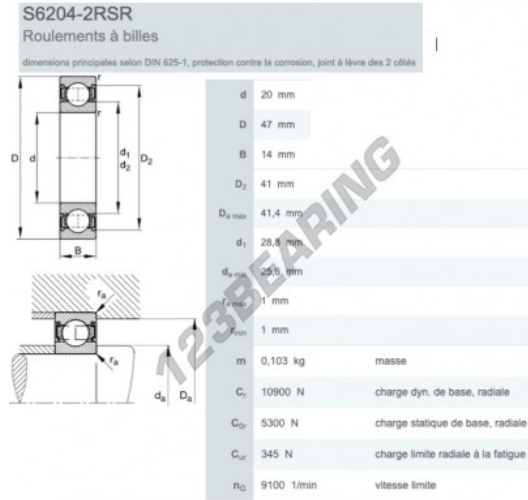 S6204-2RSR
Roulements à billes
dimensions principales selon DIN 625-1, protection contre la corrosion, joint à lèvre des 2 côtés
r
r
D d d1 D2
d2
B
ra
ra
da Da
d 20 mm
D 47 mm
B 14 mm
D2 41 mm
Da max 41,4 mm
d1 28,8 mm
da min 25,6 mm
ra max 1 mm
rmin 1 mm
m 0,103 kg masse
Cr 10900 N charge dyn. de base, radiale
C0r 5300 N charge statique de base, radiale
Cur 345 N charge limite radiale à la fatigue
nG 9100 1/min vitesse limite
123BEARING